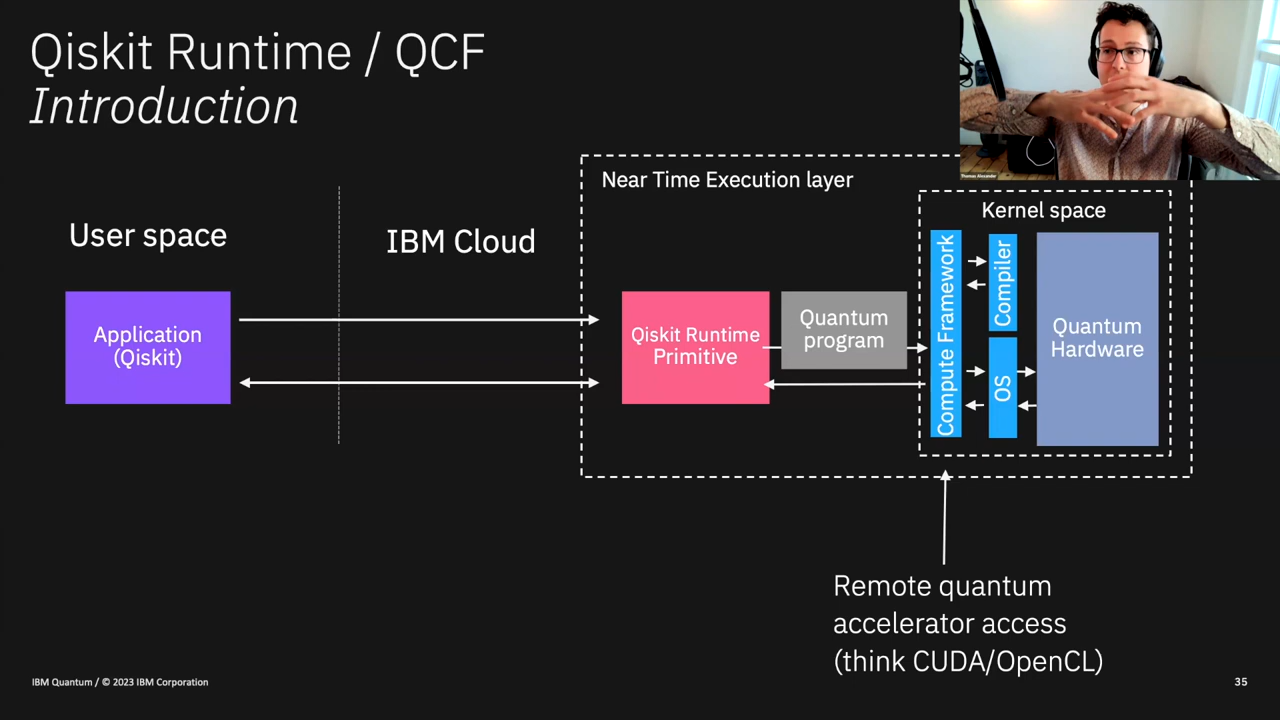 Qiskit Runtime / QCF
Introduction
Thomas Alexander
Near Time Execution layer
Kernel space
User space
IBM Cloud
Application
(Qiskit)
Qiskit Runtime
Primitive
Quantum
program
Compute Framework
Compiler
OS
Quantum
Hardware
Remote quantum
accelerator access
(think CUDA/OpenCL)
IBM Quantum / © 2023 IBM Corporation
35